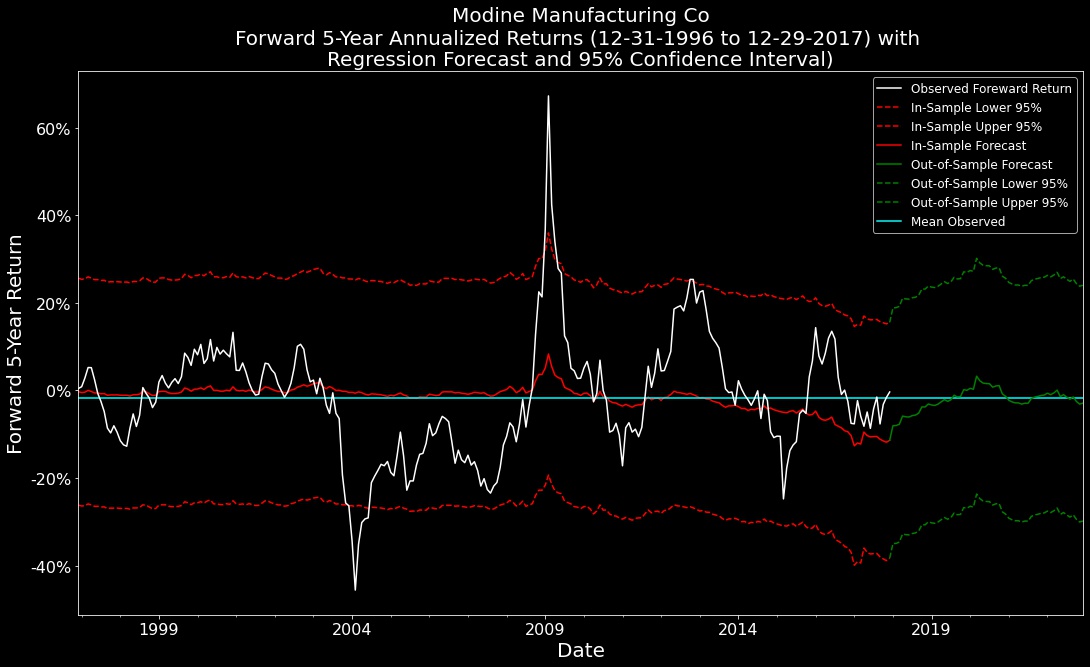 Modine Manufacturing Co
Forward 5-Year Annualized Returns (12-31-1996 to 12-29-2017) with
Regression Forecast and 95% Confidence Interval)
Observed Foreward Return
In-Sample Lower 95%
In-Sample Upper 95%
In-Sample Forecast
Out-of-Sample Forecast
Out-of-Sample Lower 95%
Out-of-Sample Upper 95%
Mean Observed
Forward 5-Year Return
60%
40%
20%
0%
-20%
-40%
1999 2004 2009 2014 2019
Date